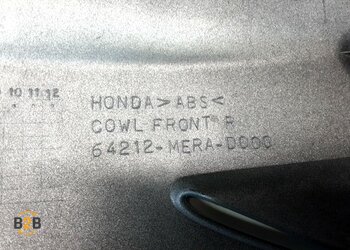 10 11 12
HONDA >ABS<
COWL FRONT R
64212-MERA-D000
B&B